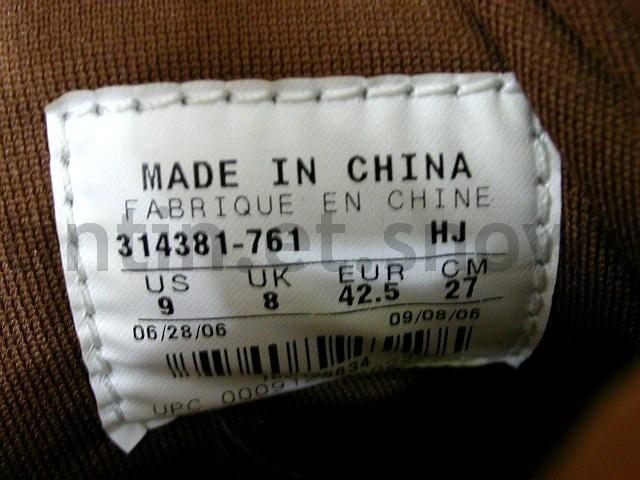 MADE IN CHINA
FABRIQUE EN CHINE
314381-761 HJ
US UK EUR CM
9 8 42.5 27
06/28/06 09/08/06
UPC